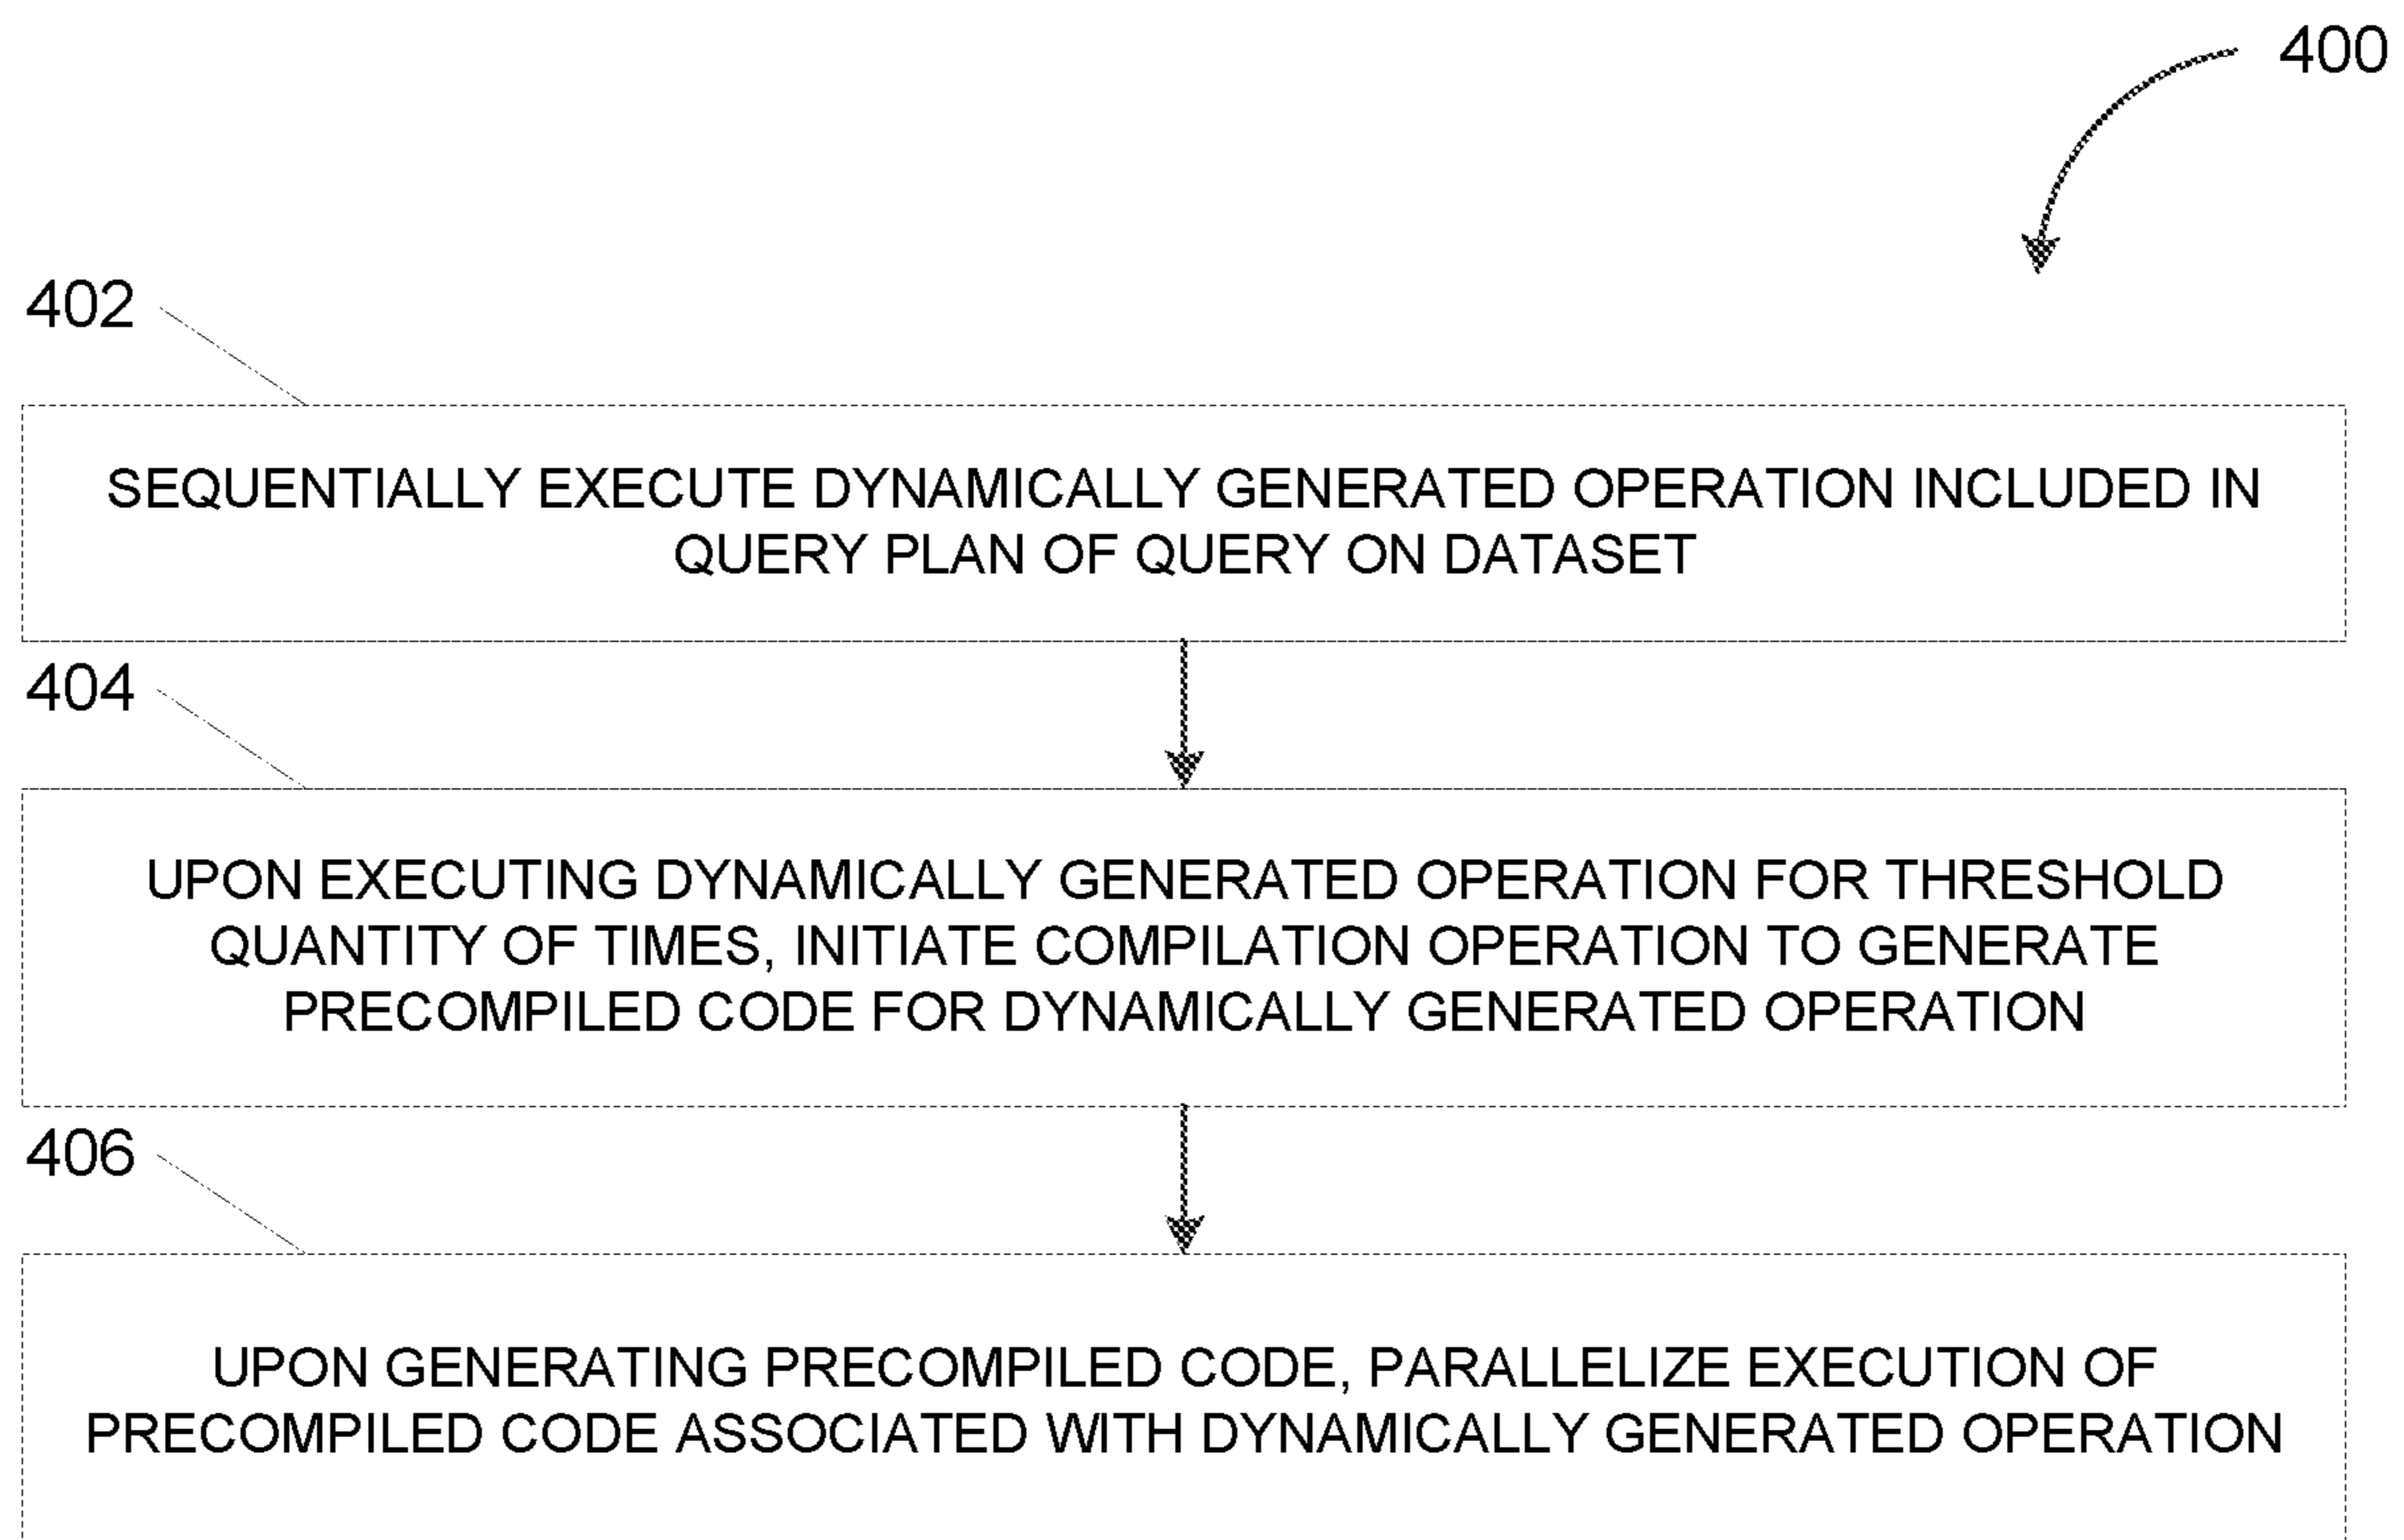 400
402
SEQUENTIALLY EXECUTE DYNAMICALLY GENERATED OPERATION INCLUDED IN
QUERY PLAN OF QUERY ON DATASET
404
UPON EXECUTING DYNAMICALLY GENERATED OPERATION FOR THRESHOLD
QUANTITY OF TIMES, INITIATE COMPILATION OPERATION TO GENERATE
PRECOMPILED CODE FOR DYNAMICALLY GENERATED OPERATION
406
UPON GENERATING PRECOMPILED CODE, PARALLELIZE EXECUTION OF
PRECOMPILED CODE ASSOCIATED WITH DYNAMICALLY GENERATED OPERATION